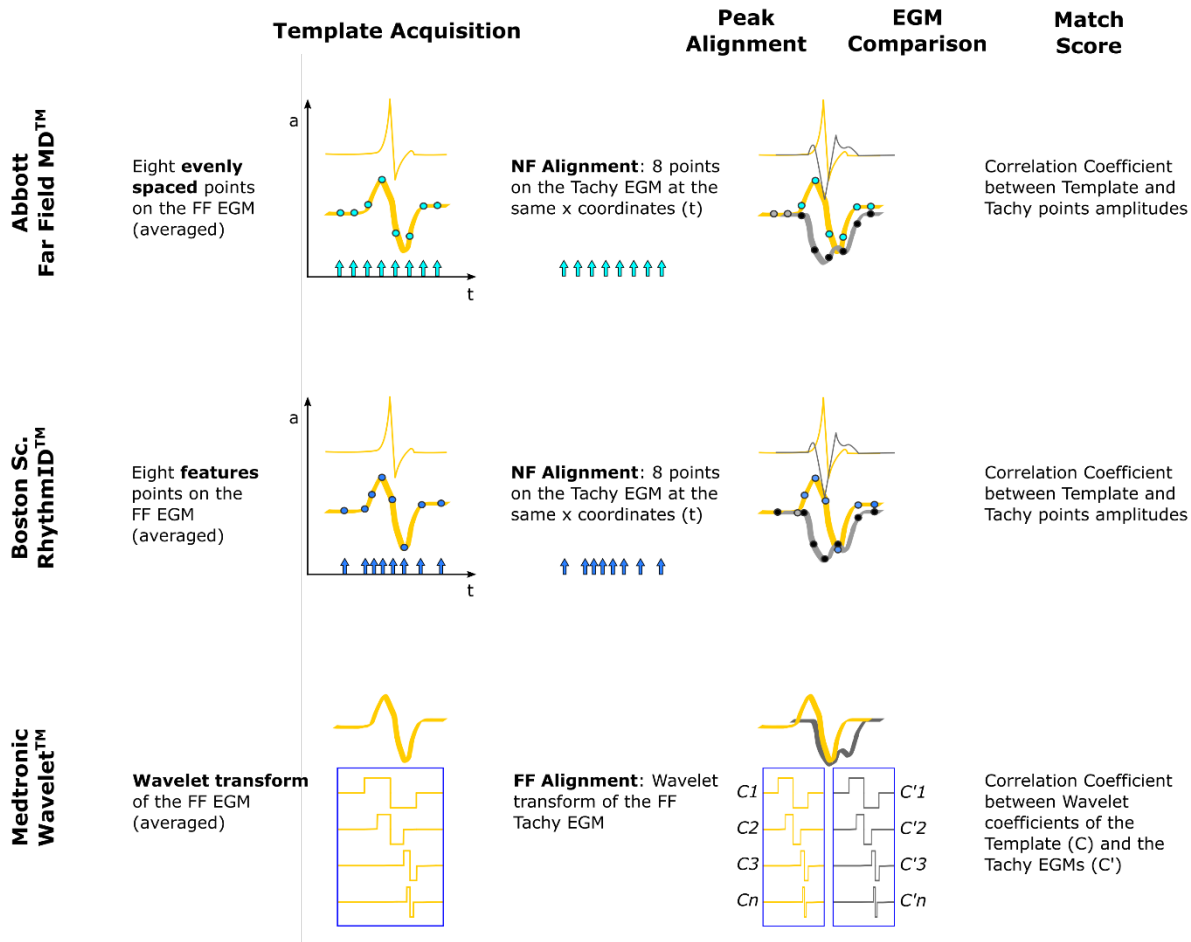 Template Acquisition
Peak
Alignment
EGM
Comparison
Match
Score
Abbott
Far Field MD™
Eight evenly
spaced points
on the FF EGM
(averaged)
a
t
NF Alignment: 8 points
on the Tachy EGM at the
same x coordinates (t)
Correlation Coefficient
between Template and
Tachy points amplitudes
Boston Sc.
RhythmID™
Eight features
points on the
FF EGM
(averaged)
a
t
NF Alignment: 8 points
on the Tachy EGM at the
same x coordinates (t)
Correlation Coefficient
between Template and
Tachy points amplitudes
Medtronic
Wavelet™
Wavelet transform
of the FF EGM
(averaged)
FF Alignment: Wavelet
transform of the FF
Tachy EGM
C1
C'1
C2
C'2
C3
C'3
Cn
C'n
Correlation Coefficient
between Wavelet
coefficients of the
Template (C) and the
Tachy EGMs (C')